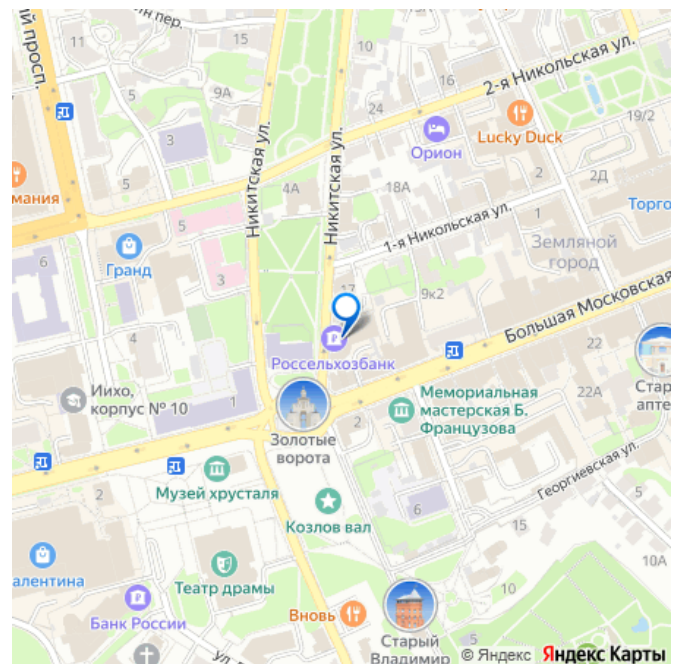 пер.
15
10
11
9А
16
2-я Никольская ул.
просп.
24
Lucky Duck
19/2
3
Орион
5
4А
18А
2
2Д
мания
5
Никитская ул.
Никитская ул.
1
Торго
1-я Никольская ул.
Гранд
6
3
Земляной
город
17
9к2
Большая Московская
Россельхозбанк
22А
Стар
апте
Иихо,
корпус № 10
1
Мемориальная
мастерская Б.
Французова
22
Золотые
ворота
2
Музей хрусталя
2
Георгиевская ул.
5
Козлов вал
6
15
10А
алентина
Театр драмы
10
Банк России
Вновь
5
Старый
Владимир
ул.
© Яндекс Яндекс Карты